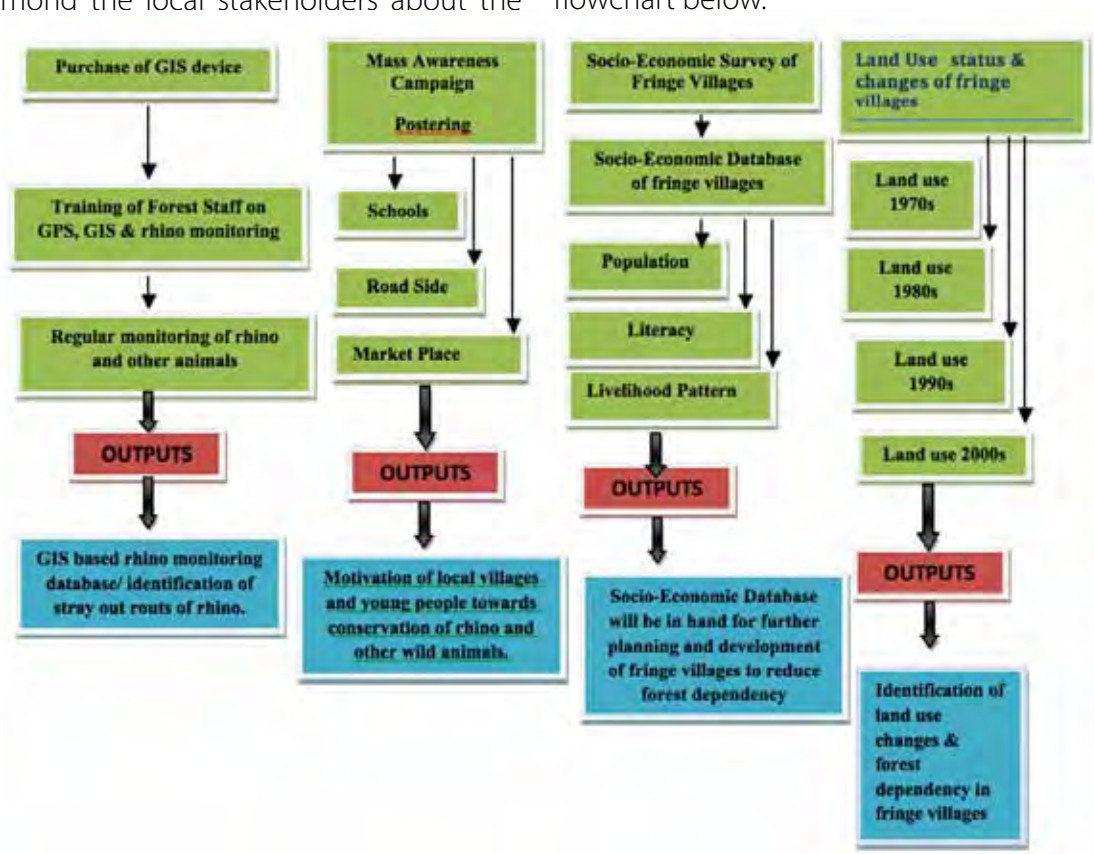 mond the local stakeholders about the
flowchart below.
Purchase of GIS device
Training of Forest Staff on
GPS, GIS & rhino monitoring
Regular monitoring of rhino
and other animals
OUTPUTS
GIS based rhino monitoring
database/ identification of
stray out routs of rhino.
Mass Awareness
Campaign
Postering
Schools
Road Side
Market Place
OUTPUTS
Motivation of local villages
and young people towards
conservation of rhino and
other wild animals.
Socio-Economic Survey of
Fringe Villages
Socio-Economic Database
of fringe villages
Population
Literacy
Livelihood Pattern
OUTPUTS
Socio-Economic Database
will be in hand for further
planning and development
of fringe villages to reduce
forest dependency
Land Use status &
changes of fringe
villages
Land use
1970s
Land use
1980s
Land use
1990s
Land use 2000s
OUTPUTS
Identification of
land use
changes &
forest
dependency in
fringe villages